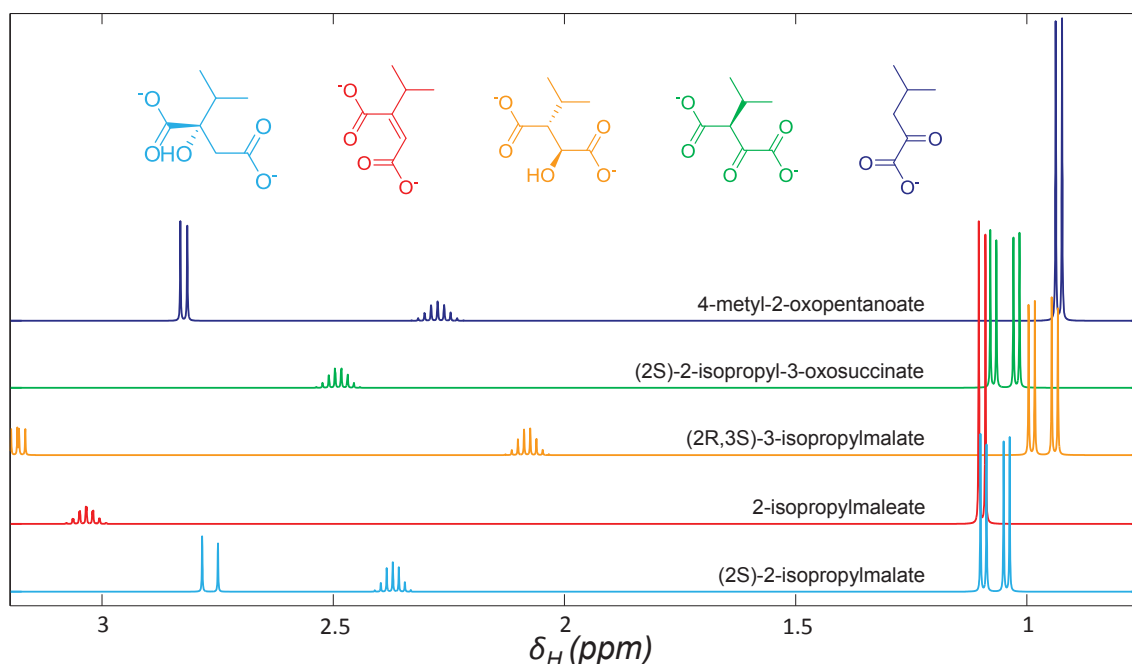 -O
O
HO
O
O-
-O
O
O
O-
-O
O
HO
O
O-
-O
O
O
O
O-
O
O
O-
4-metyl-2-oxopentanoate
(2S)-2-isopropyl-3-oxosuccinate
(2R,3S)-3-isopropylmalate
2-isopropylmaleate
(2S)-2-isopropylmalate
3
2.5
2
1.5
1
δH (ppm)